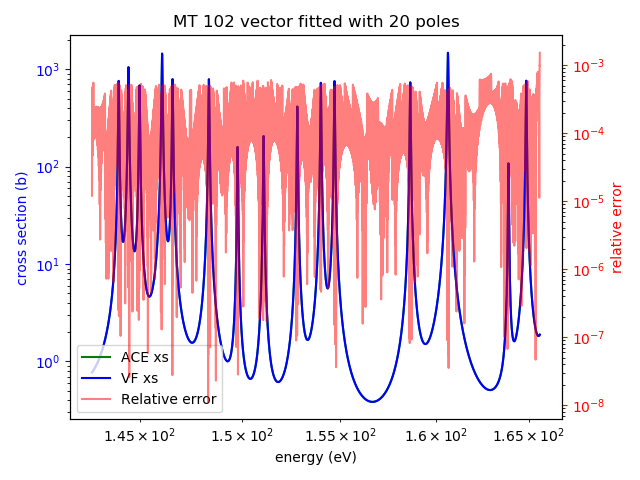 MT 102 vector fitted with 20 poles
10³
10²
10¹
10⁰
cross section (b)
10⁻³
10⁻⁴
10⁻⁵
10⁻⁶
10⁻⁷
10⁻⁸
relative error
ACE xs
VF xs
Relative error
1.45 × 10² 1.5 × 10² 1.55 × 10² 1.6 × 10² 1.65 × 10²
energy (eV)